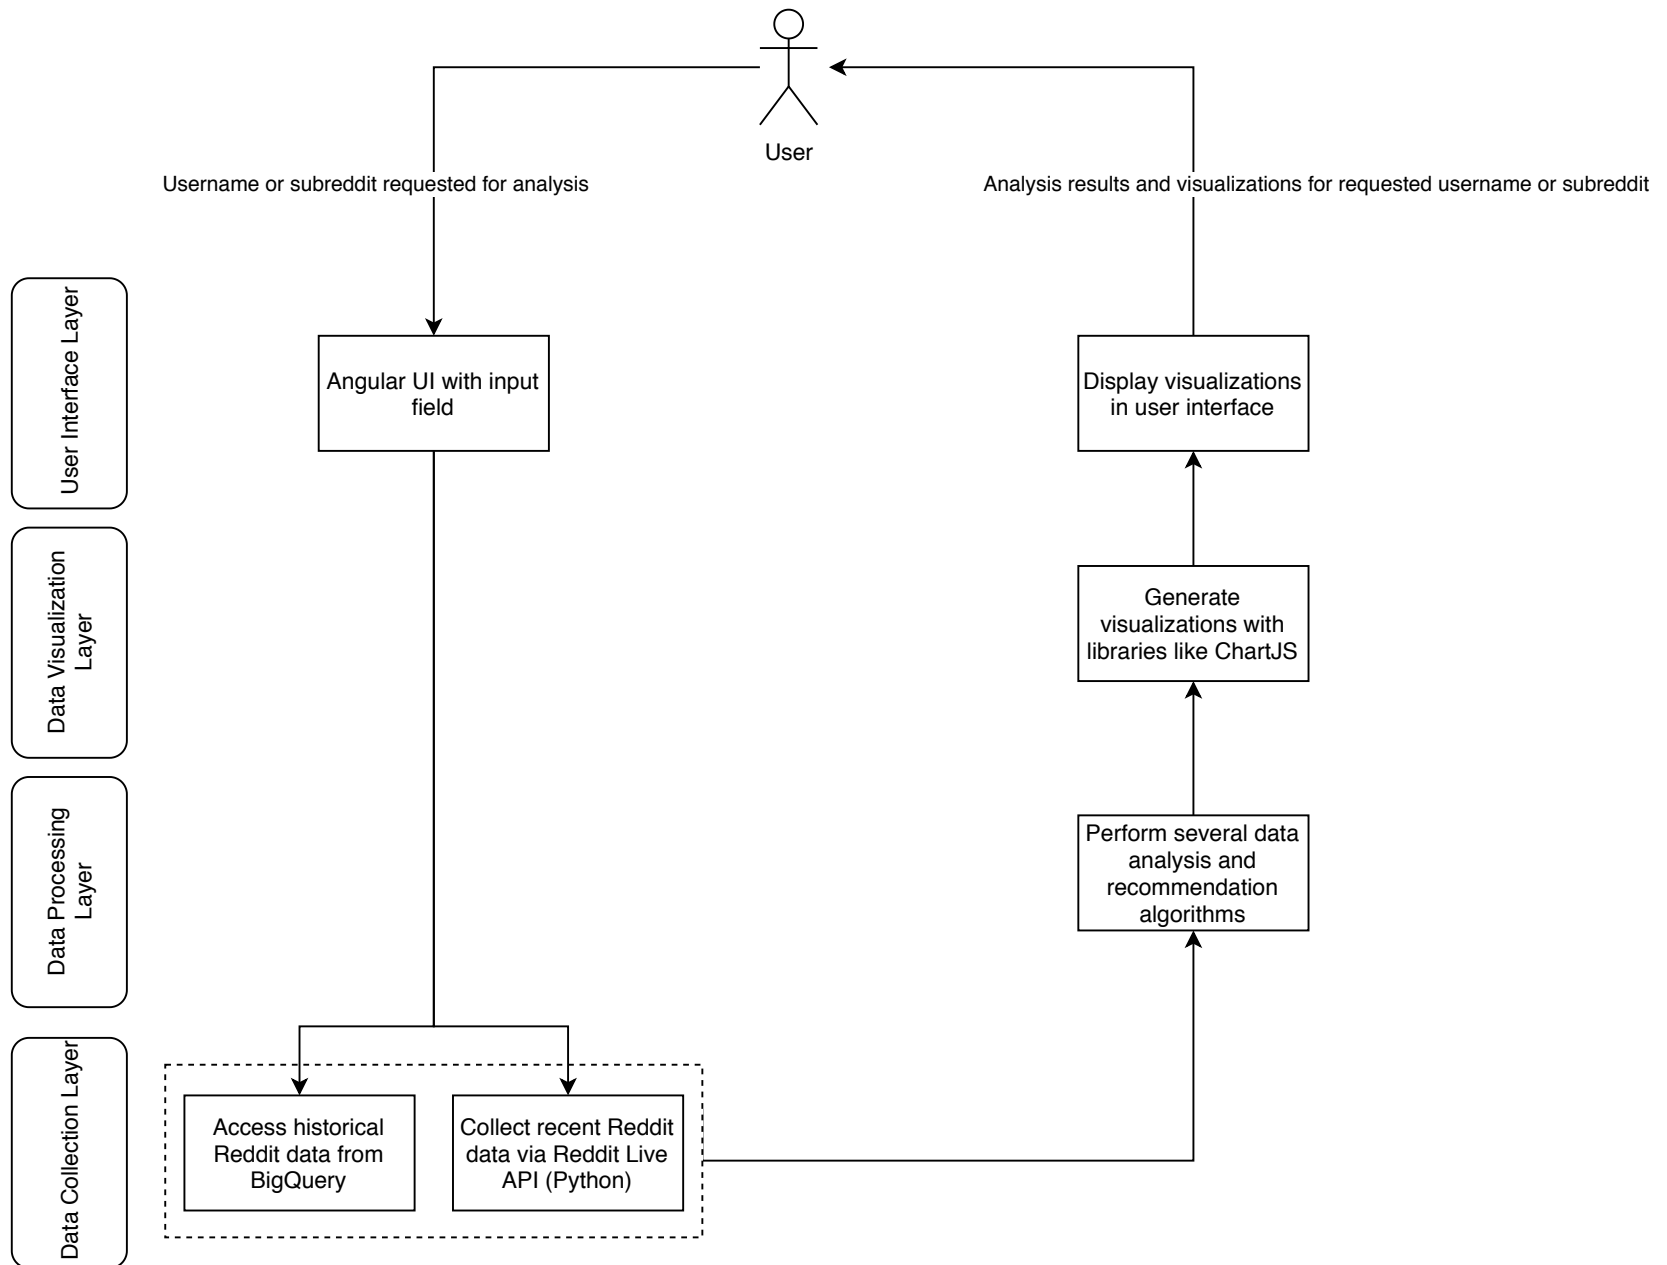 User
Username or subreddit requested for analysis
Analysis results and visualizations for requested username or subreddit
User Interface Layer
Angular UI with input
field
Display visualizations
in user interface
Data Visualization
Layer
Generate
visualizations with
libraries like ChartJS
Data Processing
Layer
Perform several data
analysis and
recommendation
algorithms
Data Collection Layer
Access historical
Reddit data from
BigQuery
Collect recent Reddit
data via Reddit Live
API (Python)